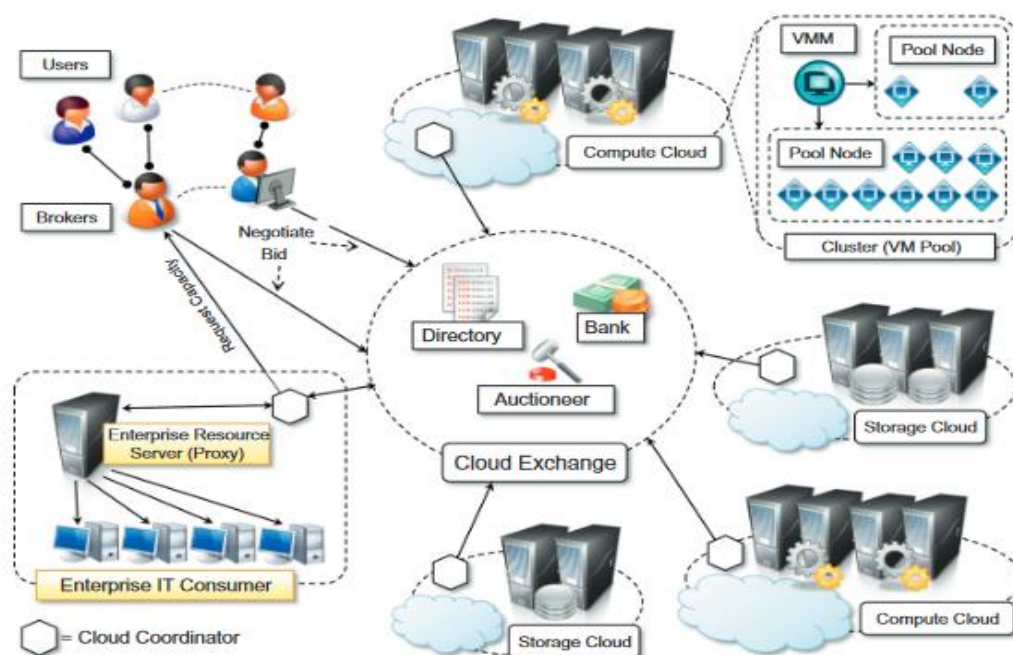 Users
VMM
Pool Node
Compute Cloud
Pool Node
Brokers
Negotiate
Bid
Cluster (VM Pool)
Request Capacity
Directory
Bank
Auctioneer
Enterprise Resource
Server (Proxy)
Storage Cloud
Cloud Exchange
Enterprise IT Consumer
Compute Cloud
= Cloud Coordinator
Storage Cloud